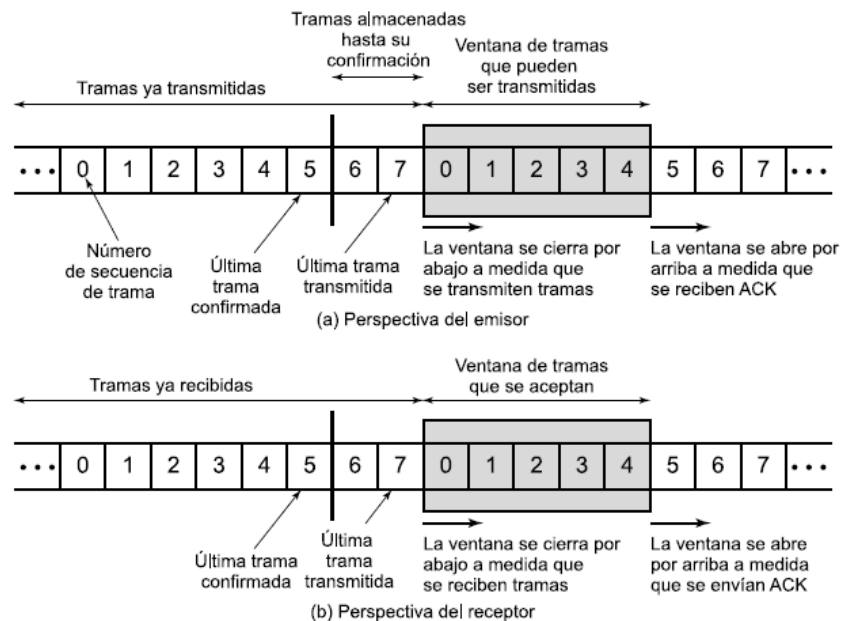 Tramas almacenadas
hasta su
confirmación
Ventana de tramas
que pueden
ser transmitidas
Tramas ya transmitidas
••• 0 1 2 3 4 5 6 7 0 1 2 3 4 5 6 7 •••
Número
de secuencia
de trama
Última
trama
confirmada
Última trama
transmitida
La ventana se cierra por
abajo a medida que
se transmiten tramas
La ventana se abre por
arriba a medida que
se reciben ACK
(a) Perspectiva del emisor
Tramas ya recibidas
Ventana de tramas
que se aceptan
••• 0 1 2 3 4 5 6 7 0 1 2 3 4 5 6 7 •••
Última trama
confirmada
Última
trama
transmitida
La ventana se cierra por
abajo a medida que
se reciben tramas
La ventana se abre
por arriba a medida
que se envían ACK
(b) Perspectiva del receptor